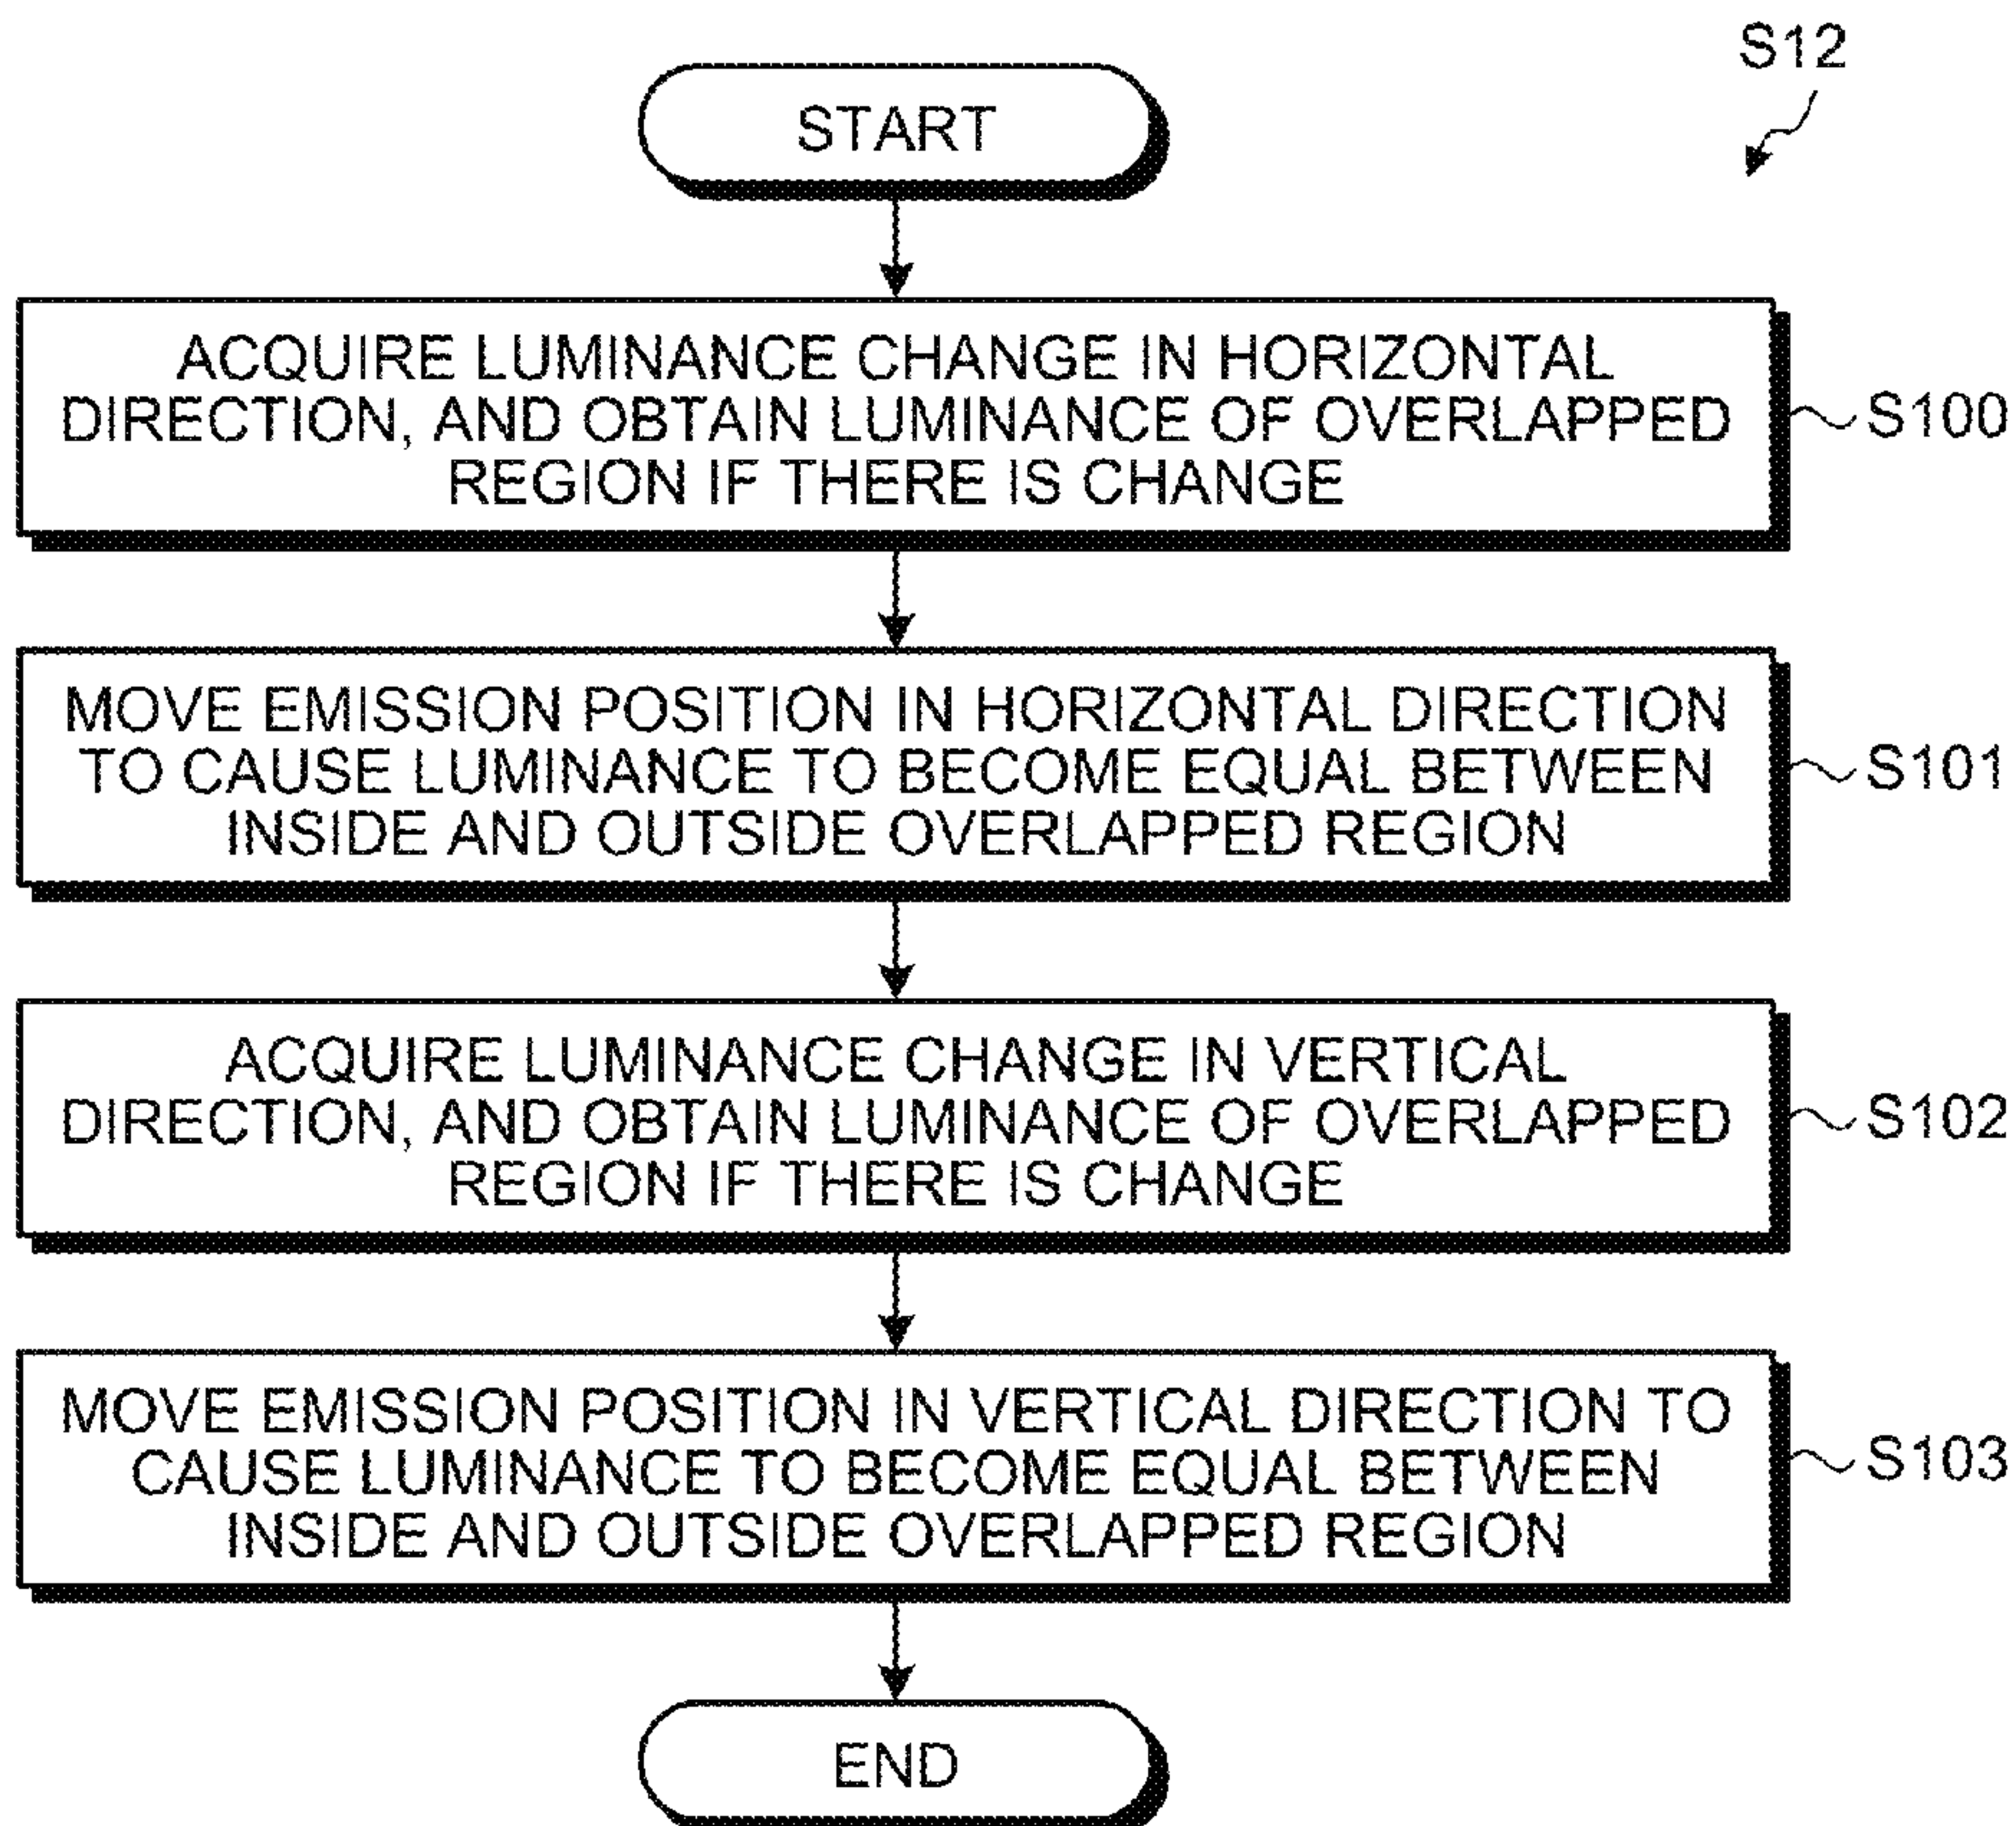 S12
START
ACQUIRE LUMINANCE CHANGE IN HORIZONTAL
DIRECTION, AND OBTAIN LUMINANCE OF OVERLAPPED
REGION IF THERE IS CHANGE
S100
MOVE EMISSION POSITION IN HORIZONTAL DIRECTION
TO CAUSE LUMINANCE TO BECOME EQUAL BETWEEN
INSIDE AND OUTSIDE OVERLAPPED REGION
S101
ACQUIRE LUMINANCE CHANGE IN VERTICAL
DIRECTION, AND OBTAIN LUMINANCE OF OVERLAPPED
REGION IF THERE IS CHANGE
S102
MOVE EMISSION POSITION IN VERTICAL DIRECTION TO
CAUSE LUMINANCE TO BECOME EQUAL BETWEEN
INSIDE AND OUTSIDE OVERLAPPED REGION
S103
END